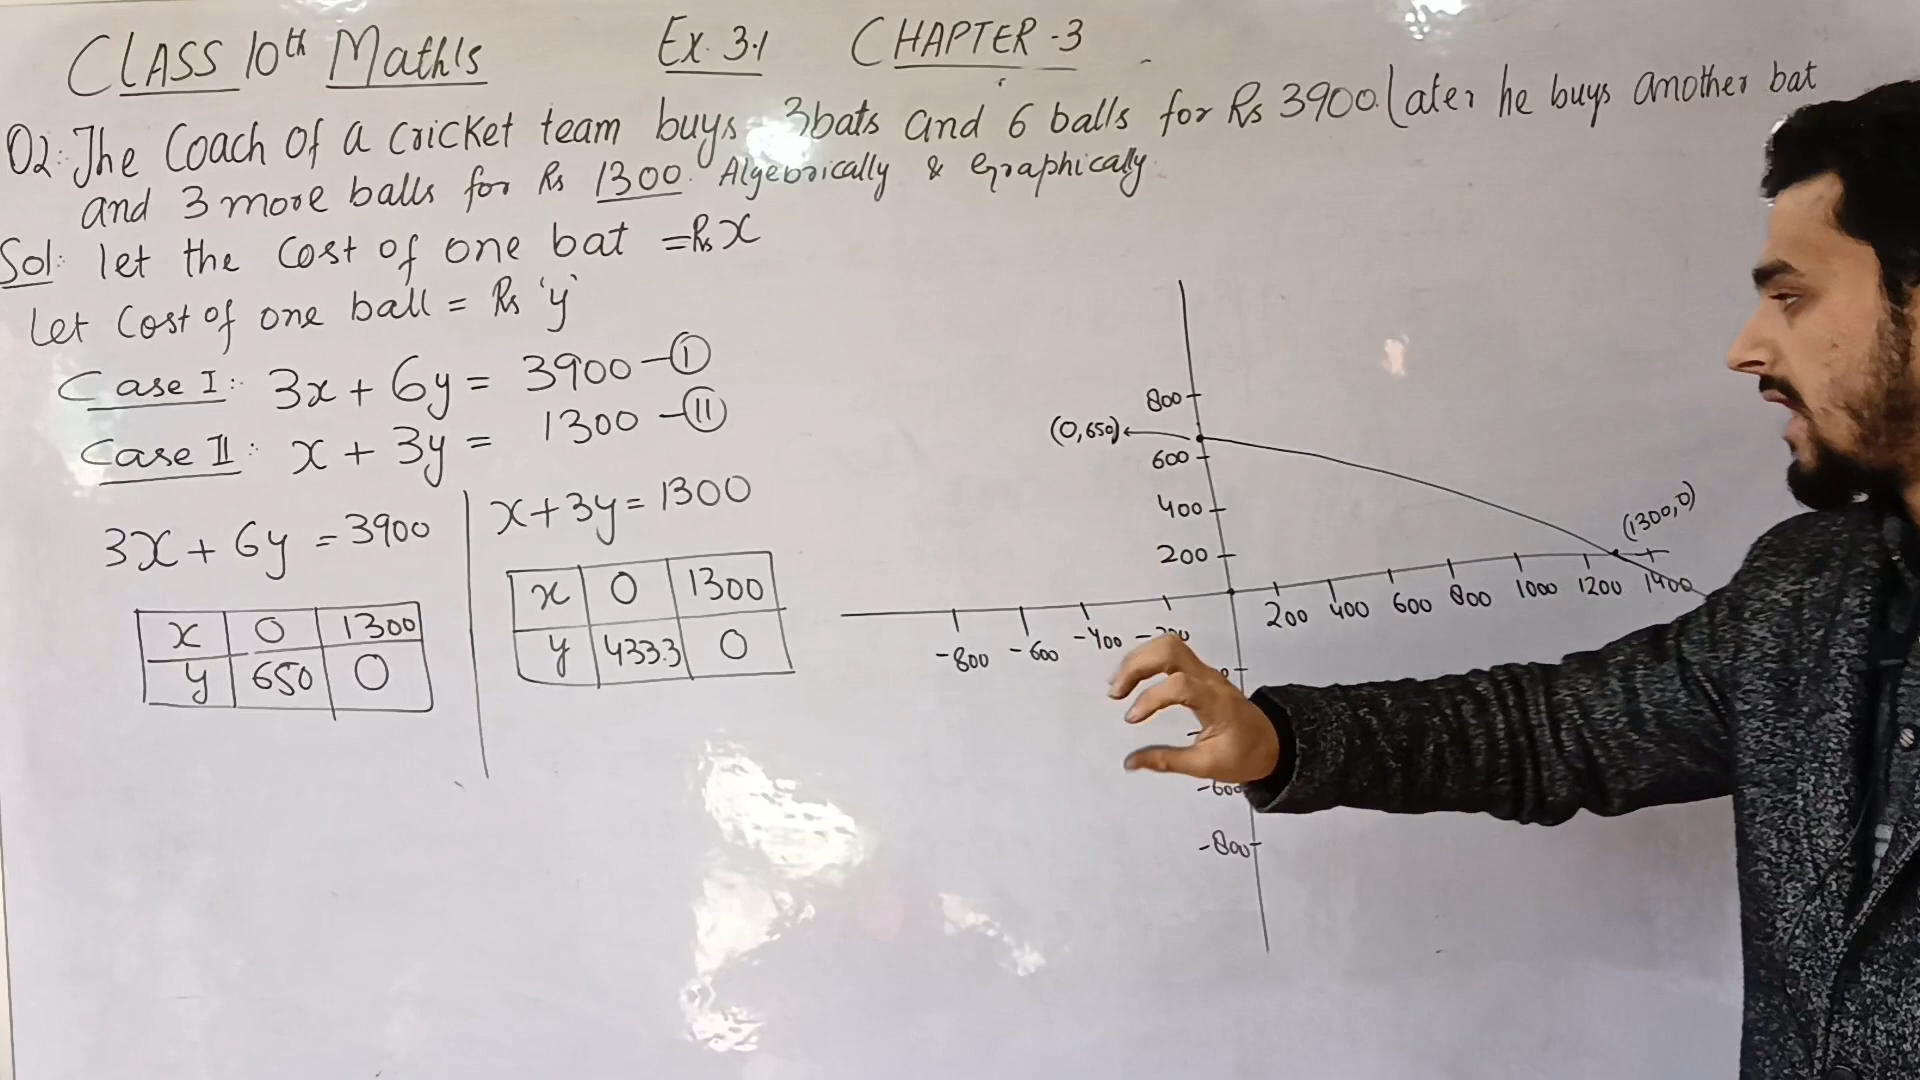 CLASS 10th Math's Ex. 3.1 CHAPTER-3
Q2: The Coach of a cricket team buys 3bats and 6 balls for Rs 3900. Later he buys another bat
and 3 more balls for Rs 1300. Algebrically & Graphically
Sol: let the Cost of one bat = Rs x
Let Cost of one ball = Rs 'y'
Case I: 3x + 6y = 3900 - I
Case II: x + 3y = 1300 - II
3x + 6y = 3900
x 0 1300
y 650 0
x + 3y = 1300
x 0 1300
y 433.3 0
800
(0,650)
600
400
200
(1300,0)
200 400 600 800 1000 1200 1400
-800 -600 -400
-600
-800